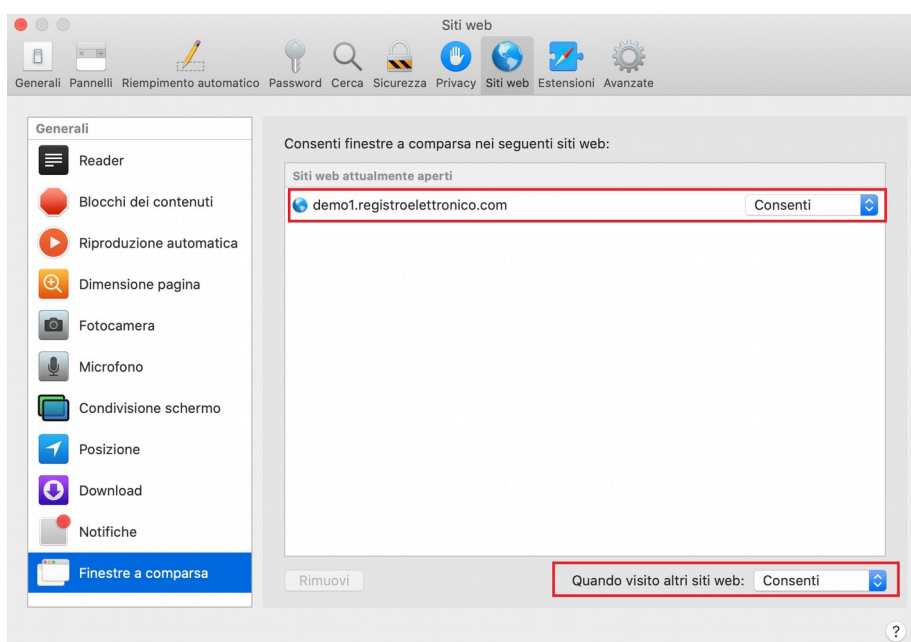 Siti web
Generali Pannelli Riempimento automatico Password Cerca Sicurezza Privacy Siti web Estensioni Avanzate
Generali
Reader
Blocchi dei contenuti
Riproduzione automatica
Dimensione pagina
Fotocamera
Microfono
Condivisione schermo
Posizione
Download
Notifiche
Finestre a comparsa
Consenti finestre a comparsa nei seguenti siti web:
Siti web attualmente aperti
demo1.registroelettronico.com Consenti
Rimuovi
Quando visito altri siti web: Consenti
?